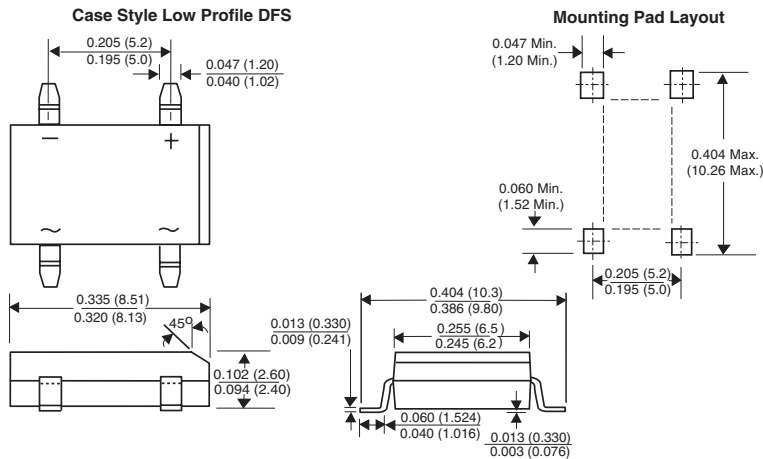 Case Style Low Profile DFS
0.205 (5.2)
0.195 (5.0)
0.047 (1.20)
0.040 (1.02)
—
+
~
~
0.335 (8.51)
0.320 (8.13)
45º
0.102 (2.60)
0.094 (2.40)
Mounting Pad Layout
0.047 Min.
(1.20 Min.)
0.404 Max.
(10.26 Max.)
0.060 Min.
(1.52 Min.)
0.205 (5.2)
0.195 (5.0)
0.404 (10.3)
0.386 (9.80)
0.013 (0.330)
0.009 (0.241)
0.255 (6.5)
0.245 (6.2)
0.060 (1.524)
0.040 (1.016)
0.013 (0.330)
0.003 (0.076)